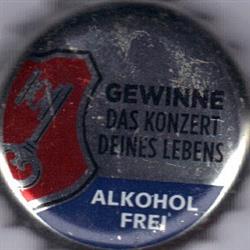 GEWINNE
DAS KONZERT
DEINES LEBENS
ALKOHOL
FREI